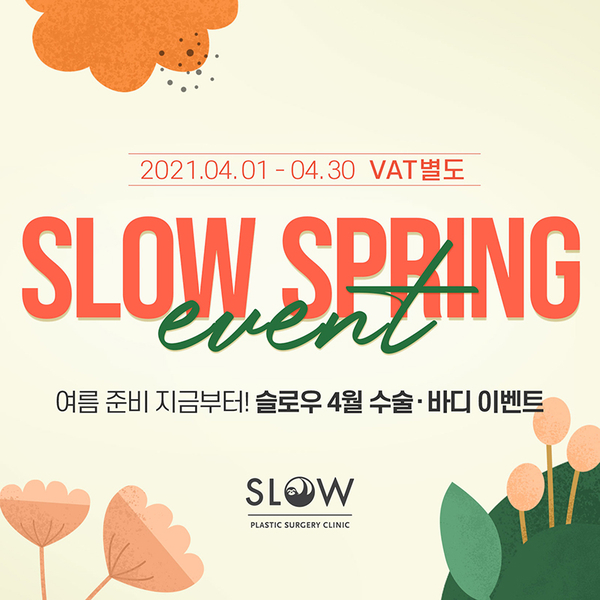 2021.04.01 - 04.30 VAT별도
SLOW SPRING
event
여름 준비 지금부터! 슬로우 4월 수술·바디 이벤트
SLOW
PLASTIC SURGERY CLINIC